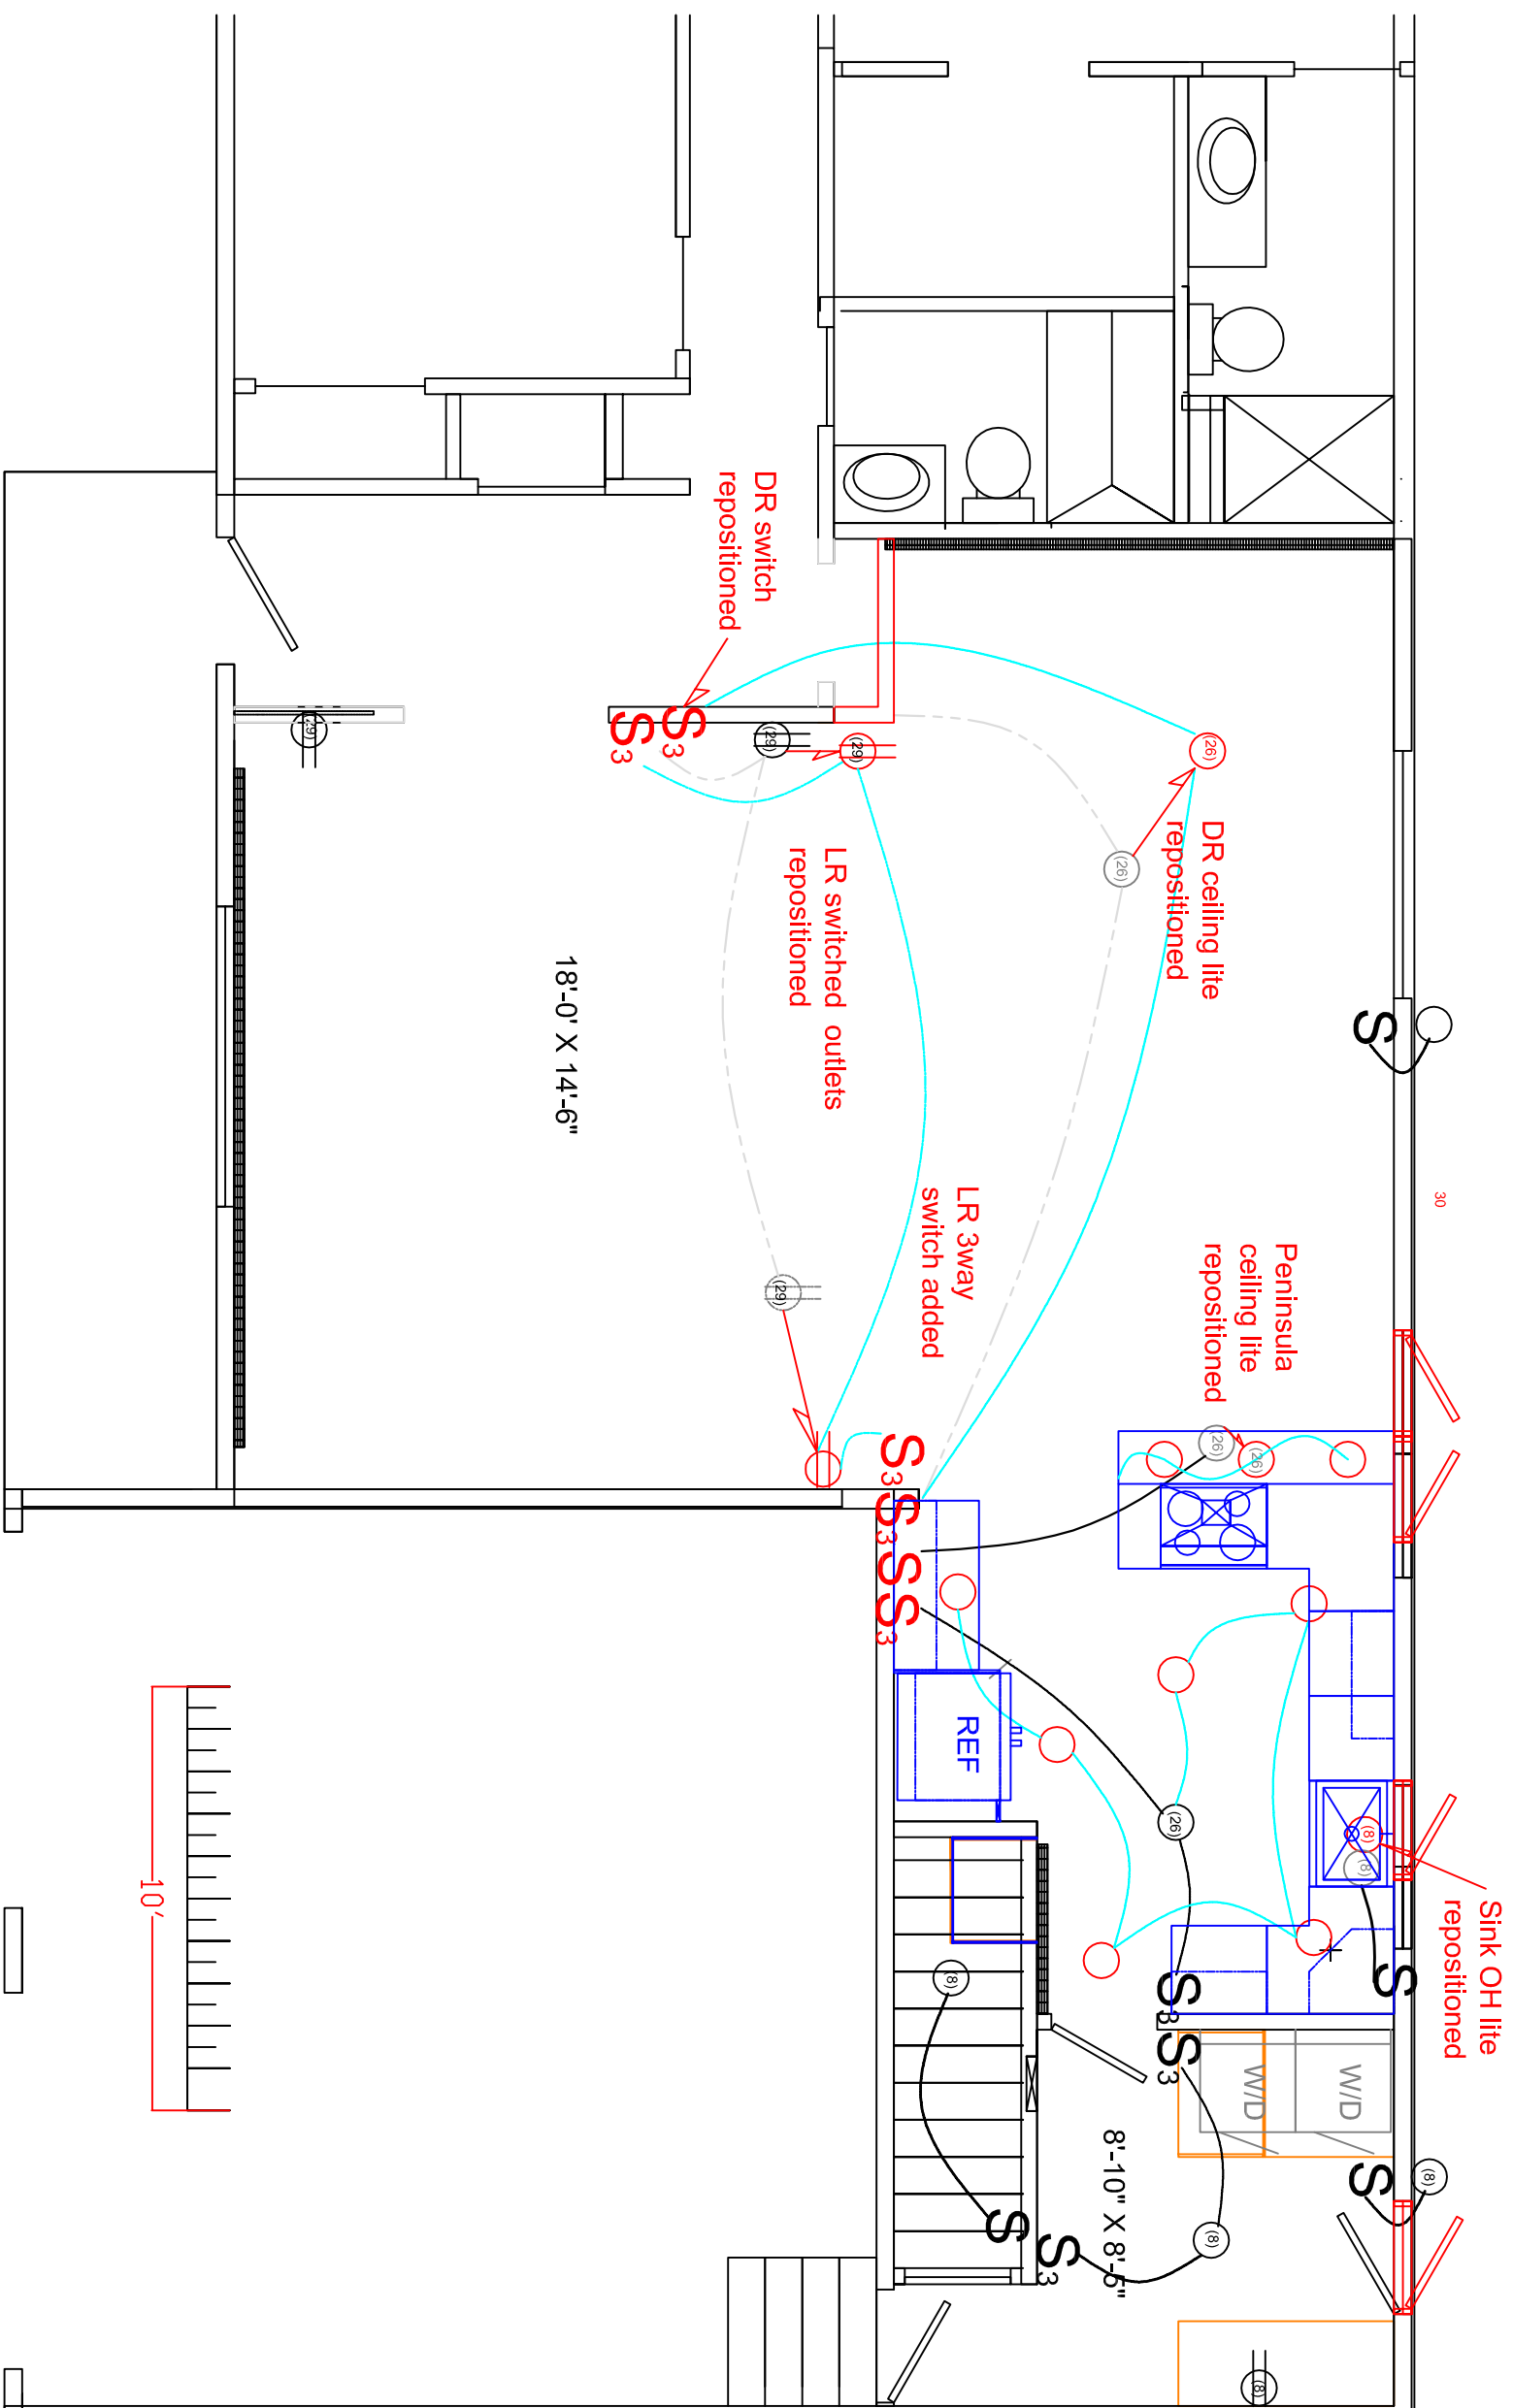 DR switch
repositioned
S3
S3
(29)
(29)
(29)
(26)
(26)
DR ceiling lite
repositioned
LR switched outlets
repositioned
18'-0' X 14'-6"
S
30
LR 3way
switch added
Peninsula
ceiling lite
repositioned
(29)
(26)
(26)
S3
S3
S
S3
REF
(26)
(8)
(8)
Sink OH lite
repositioned
10'
(8)
S
S3
S3
W/D
W/D
8'-10" X 8'-6"
S
(8)
(8)
S
S3
(8)